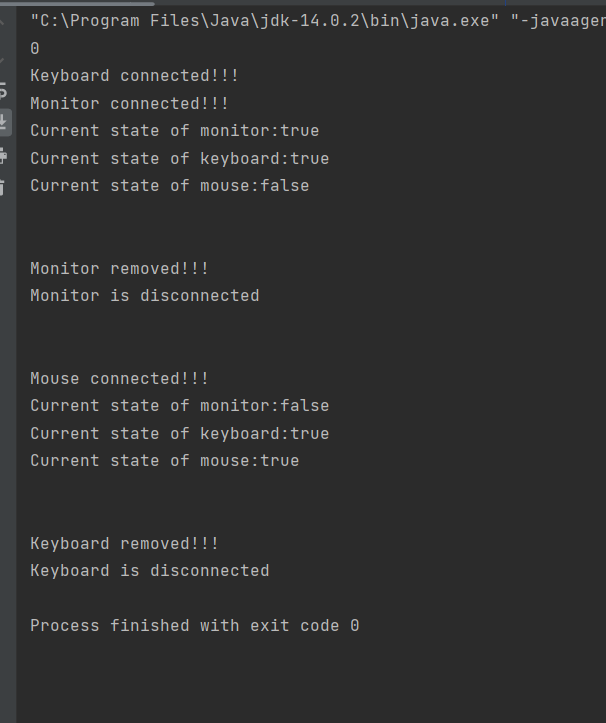 "C:\Program Files\Java\jdk-14.0.2\bin\java.exe" "-javaager
0
Keyboard connected!!!
Monitor connected!!!
Current state of monitor:true
Current state of keyboard:true
Current state of mouse:false
Monitor removed!!!
Monitor is disconnected
Mouse connected!!!
Current state of monitor:false
Current state of keyboard:true
Current state of mouse:true
Keyboard removed!!!
Keyboard is disconnected
Process finished with exit code 0